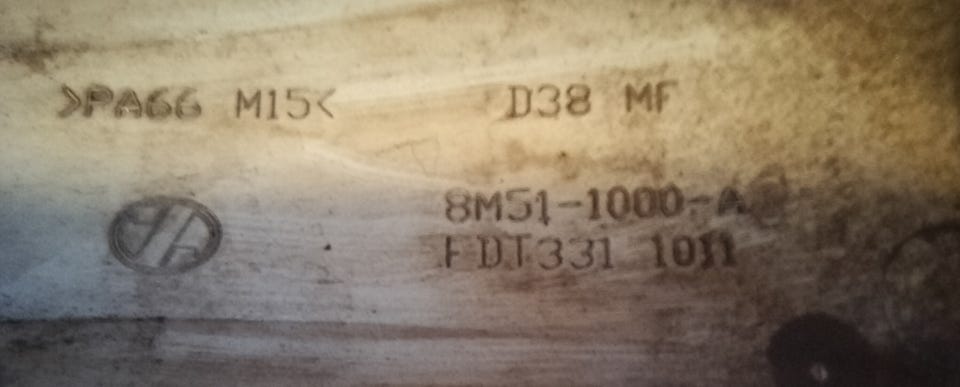 >PA66 M15< D38 MF
8M51-1000-A
FDT331 1011